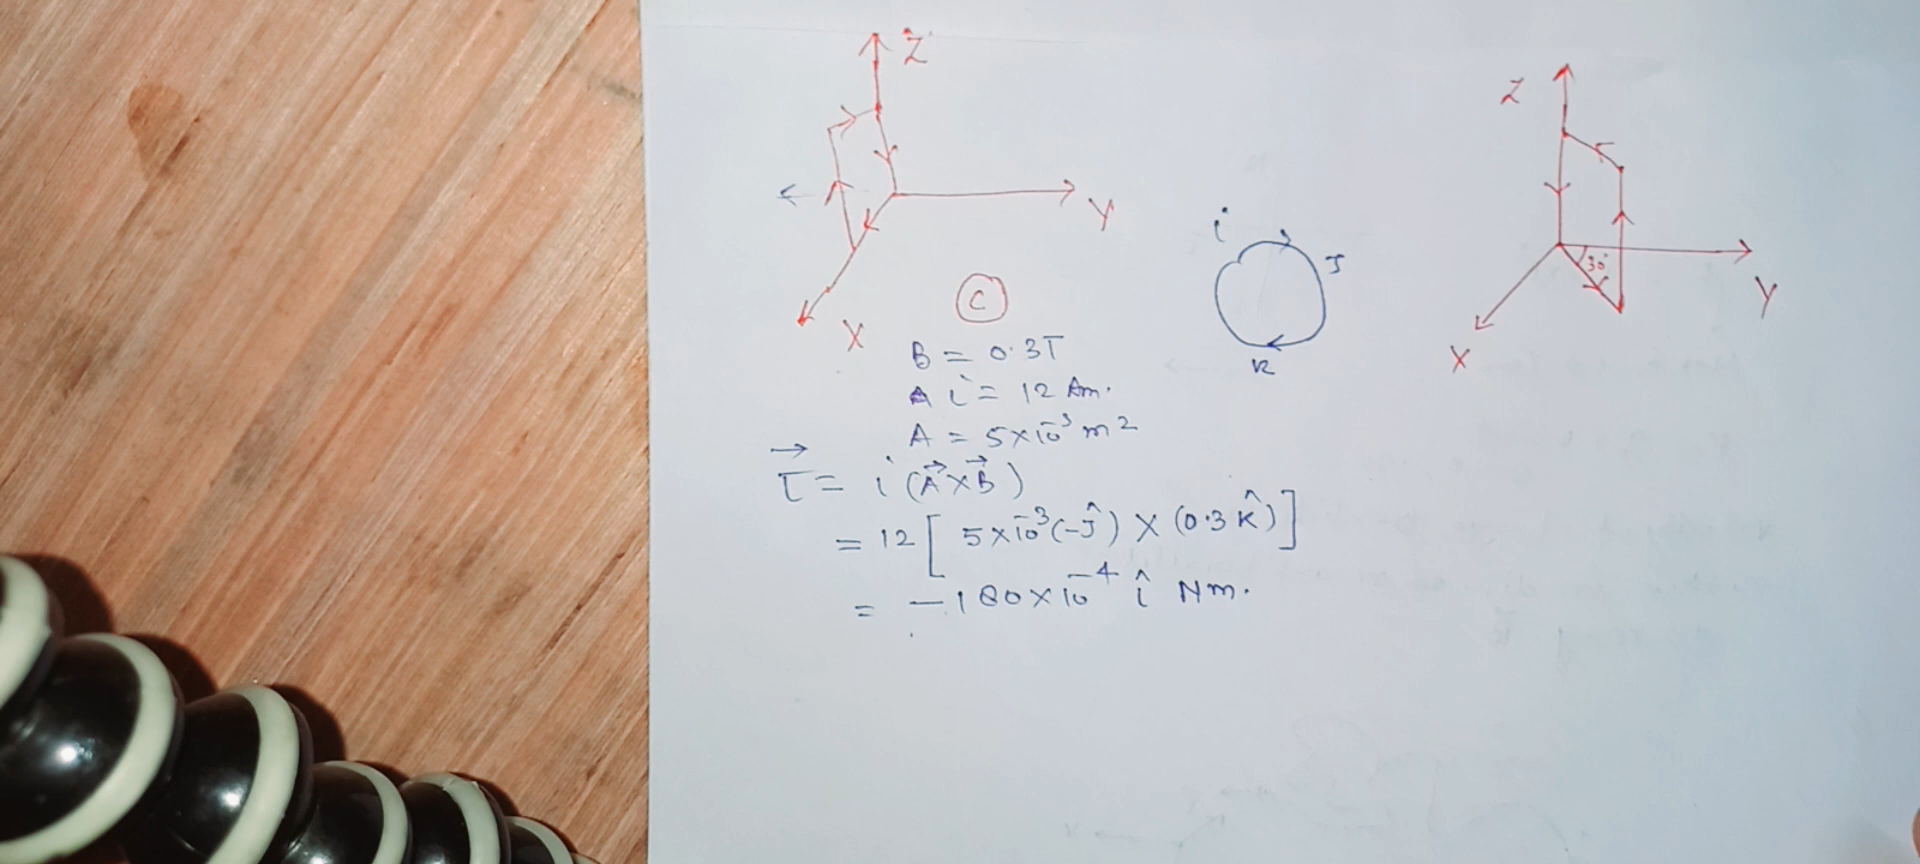 Z
Y
X
C
i
J
K
Z
30°
Y
X
B = 0.3T
A i = 12 Am.
A = 5×10⁻³ m²
τ⃗ = i (A⃗×B⃗)
= 12 [ 5×10⁻³(-ĵ) × (0.3 k̂) ]
= -180×10⁻⁴ î Nm.